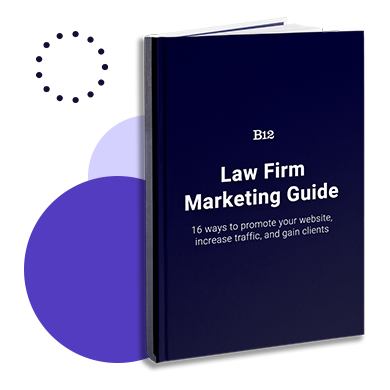 B12
Law Firm
Marketing Guide
16 ways to promote your website,
increase traffic, and gain clients